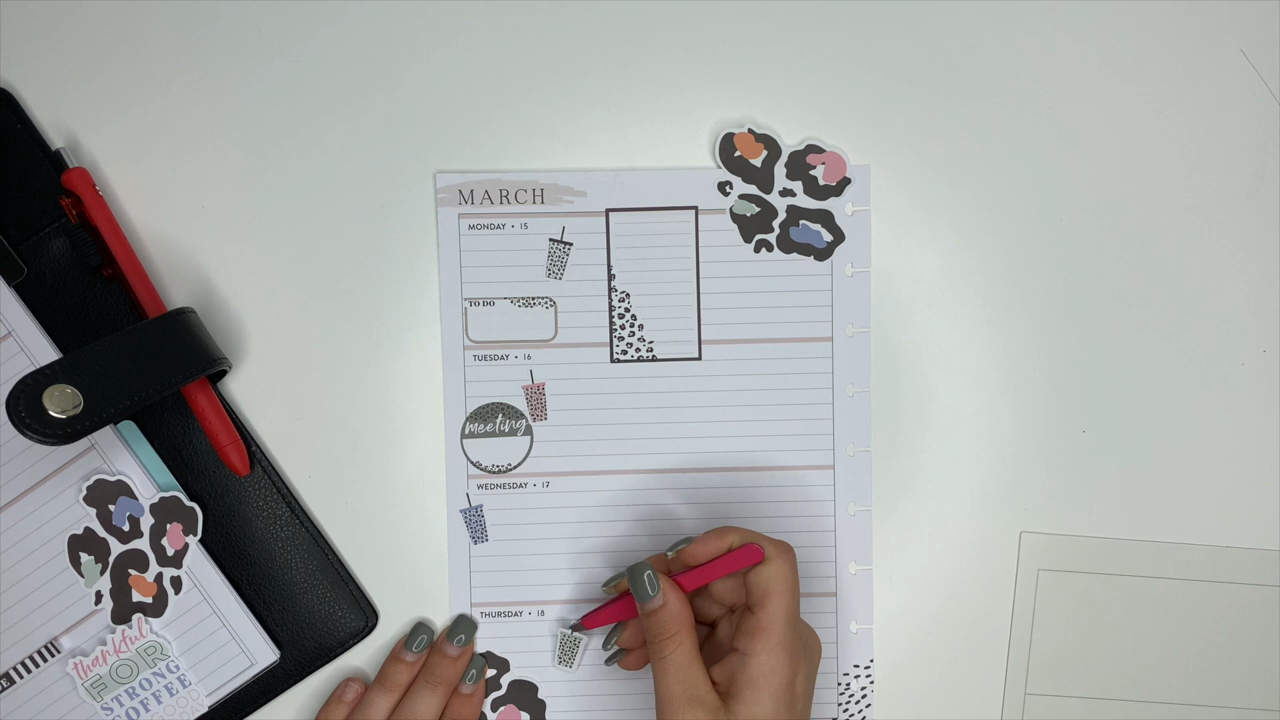 MARCH
MONDAY • 15
TO DO
TUESDAY • 16
meeting
WEDNESDAY • 17
THURSDAY • 18
thankful
FOR
STRONG
COFFEE